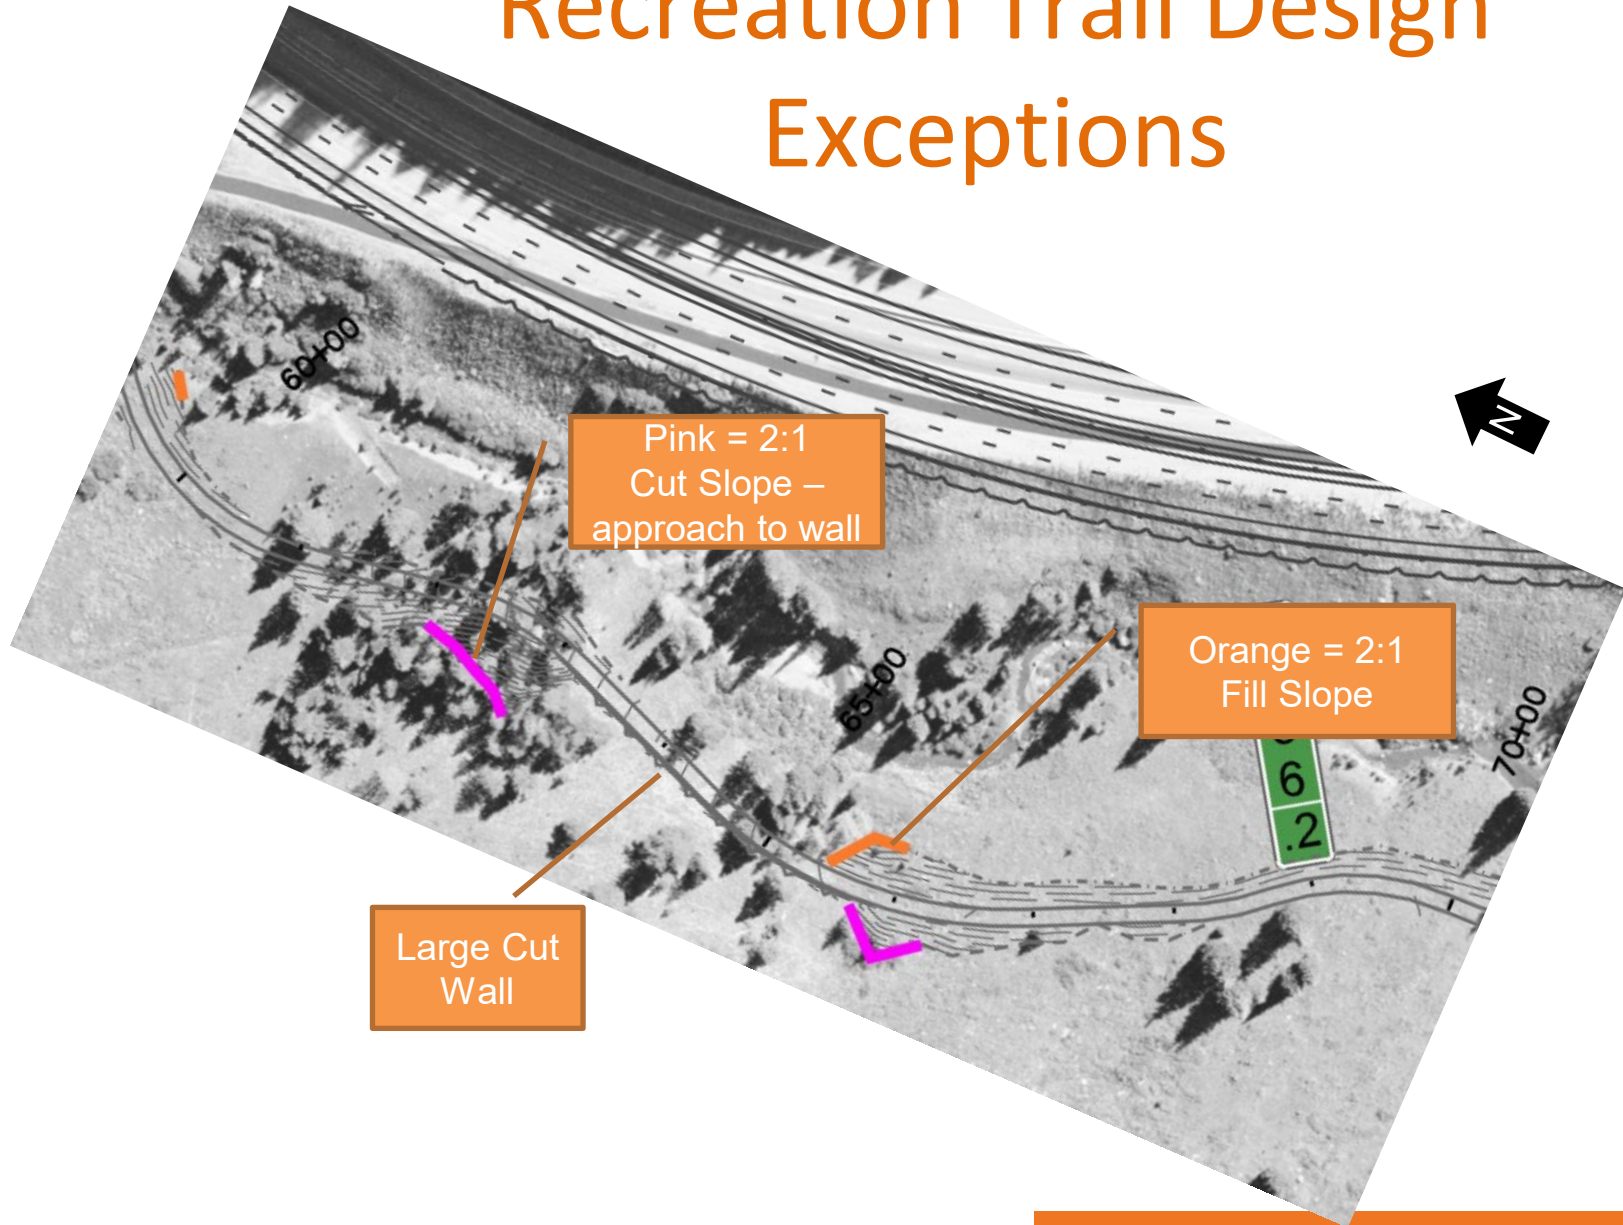 Recreation Trail Design
Exceptions
60+00
N
Pink = 2:1
Cut Slope –
approach to wall
Orange = 2:1
Fill Slope
65+00
70+00
6
.2
Large Cut
Wall